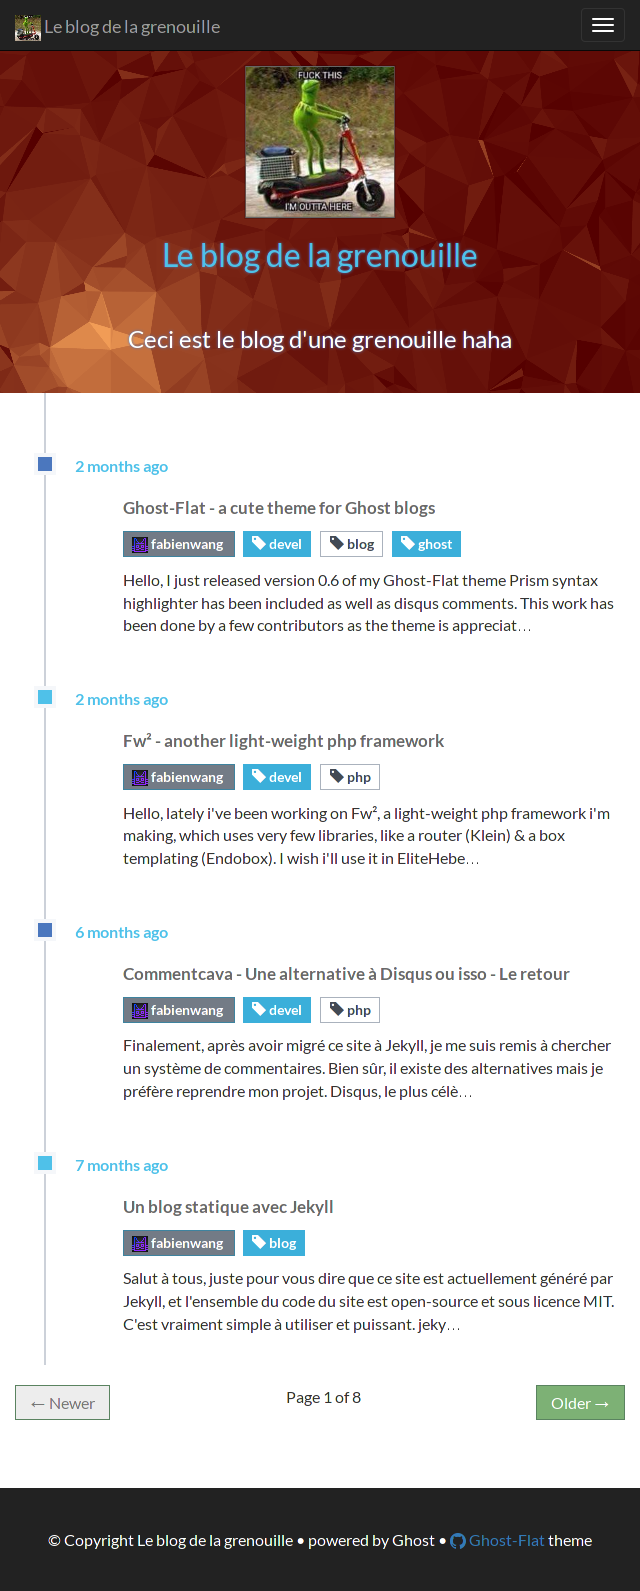 Le blog de la grenouille
FUCK THIS
I'M OUTTA HERE
Le blog de la grenouille
Ceci est le blog d'une grenouille haha
2 months ago
Ghost-Flat - a cute theme for Ghost blogs
fabienwang devel blog ghost
Hello, I just released version 0.6 of my Ghost-Flat theme Prism syntax
highlighter has been included as well as disqus comments. This work has
been done by a few contributors as the theme is appreciat…
2 months ago
Fw² - another light-weight php framework
fabienwang devel php
Hello, lately i've been working on Fw², a light-weight php framework i'm
making, which uses very few libraries, like a router (Klein) & a box
templating (Endobox). I wish i'll use it in EliteHebe…
6 months ago
Commentcava - Une alternative à Disqus ou isso - Le retour
fabienwang devel php
Finalement, après avoir migré ce site à Jekyll, je me suis remis à chercher
un système de commentaires. Bien sûr, il existe des alternatives mais je
préfère reprendre mon projet. Disqus, le plus célè…
7 months ago
Un blog statique avec Jekyll
fabienwang blog
Salut à tous, juste pour vous dire que ce site est actuellement généré par
Jekyll, et l'ensemble du code du site est open-source et sous licence MIT.
C'est vraiment simple à utiliser et puissant. jeky…
← Newer Page 1 of 8 Older →
© Copyright Le blog de la grenouille • powered by Ghost • Ghost-Flat theme